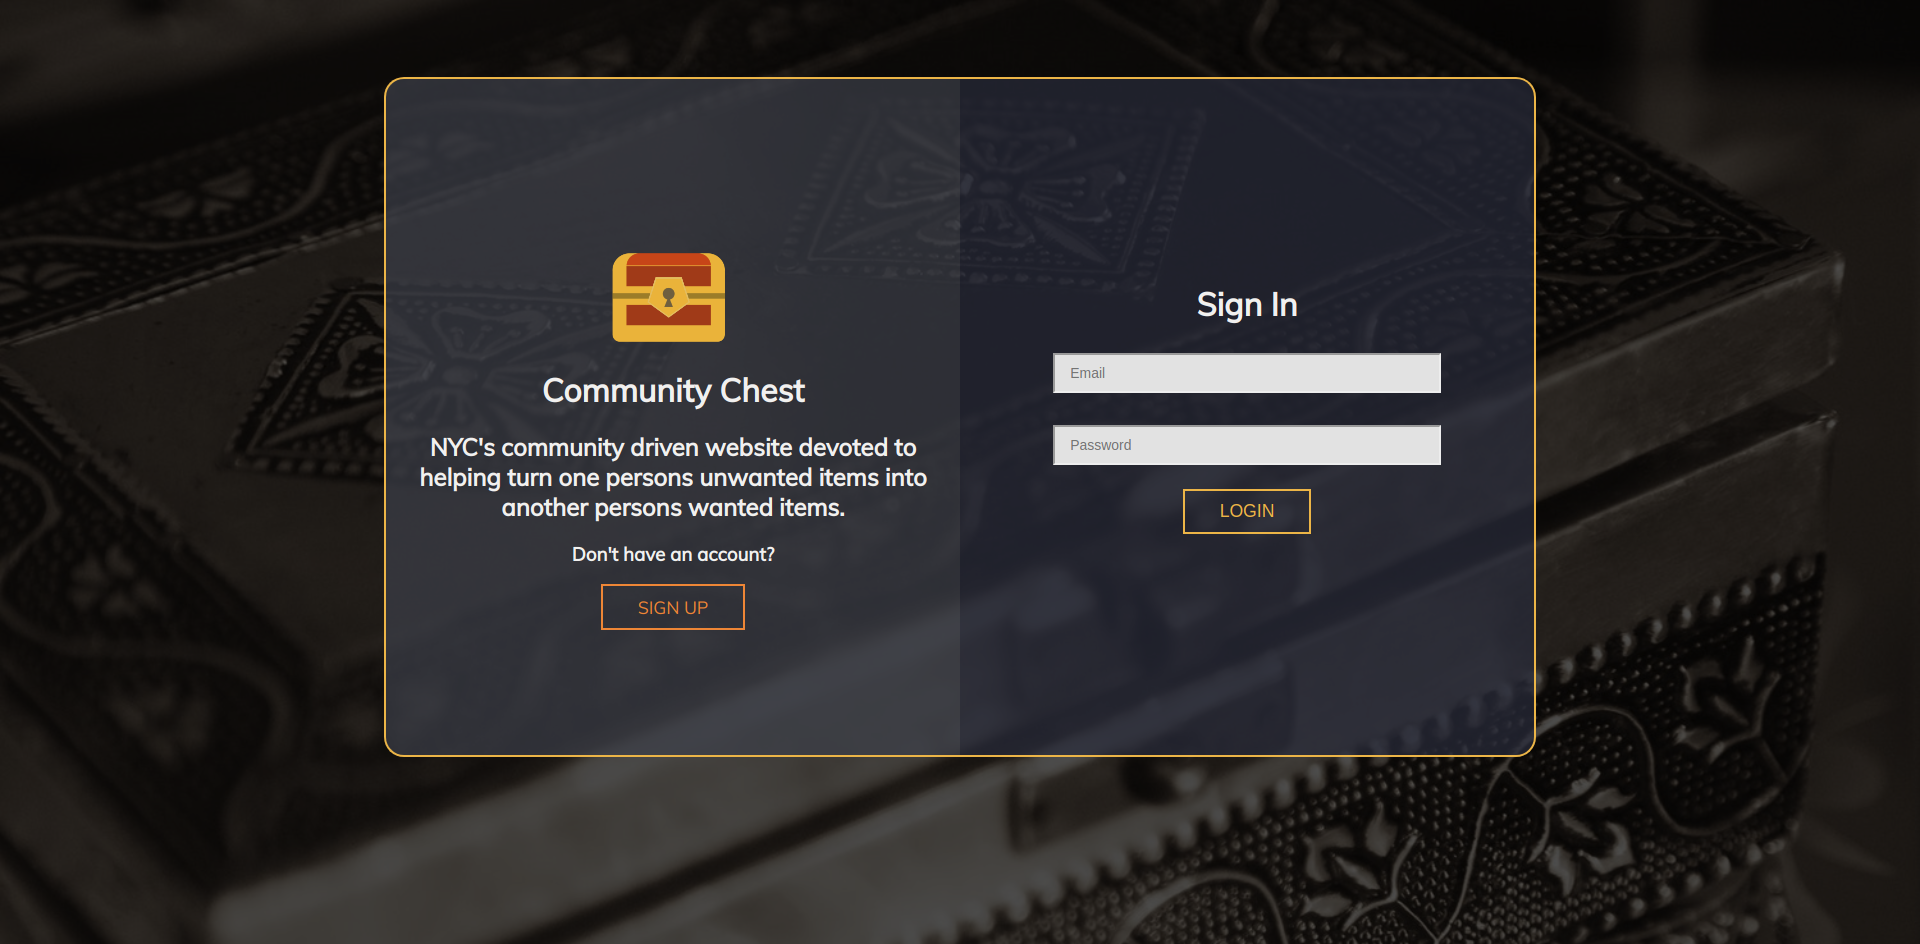 Community Chest
NYC's community driven website devoted to
helping turn one persons unwanted items into
another persons wanted items.
Don't have an account?
SIGN UP
Sign In
Email
Password
LOGIN